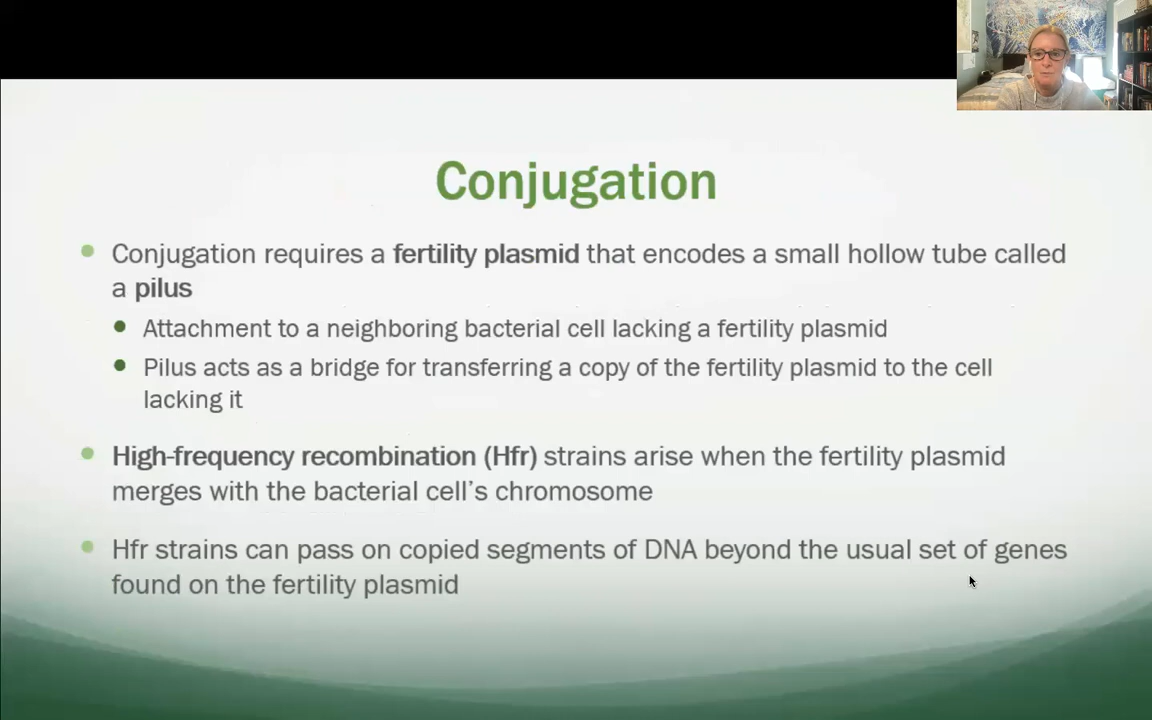 Conjugation
Conjugation requires a fertility plasmid that encodes a small hollow tube called
a pilus
Attachment to a neighboring bacterial cell lacking a fertility plasmid
Pilus acts as a bridge for transferring a copy of the fertility plasmid to the cell
lacking it
High-frequency recombination (Hfr) strains arise when the fertility plasmid
merges with the bacterial cell's chromosome
Hfr strains can pass on copied segments of DNA beyond the usual set of genes
found on the fertility plasmid